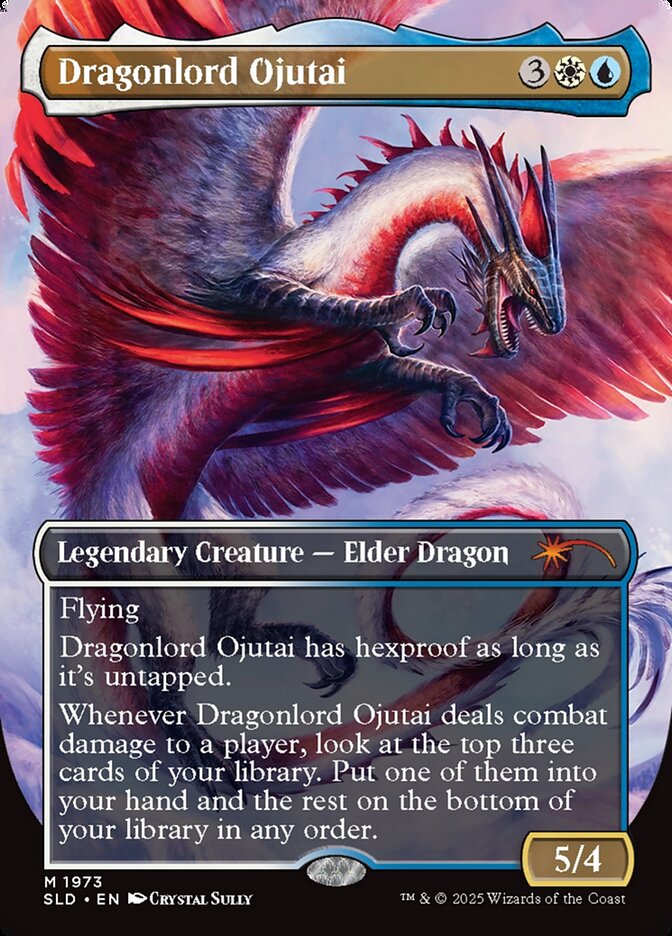 Dragonlord Ojutai 3
Legendary Creature — Elder Dragon
Flying
Dragonlord Ojutai has hexproof as long as
it's untapped.
Whenever Dragonlord Ojutai deals combat
damage to a player, look at the top three
cards of your library. Put one of them into
your hand and the rest on the bottom of
your library in any order.
5/4
M 1973
SLD • EN Crystal Sully
™ & © 2025 Wizards of the Coast